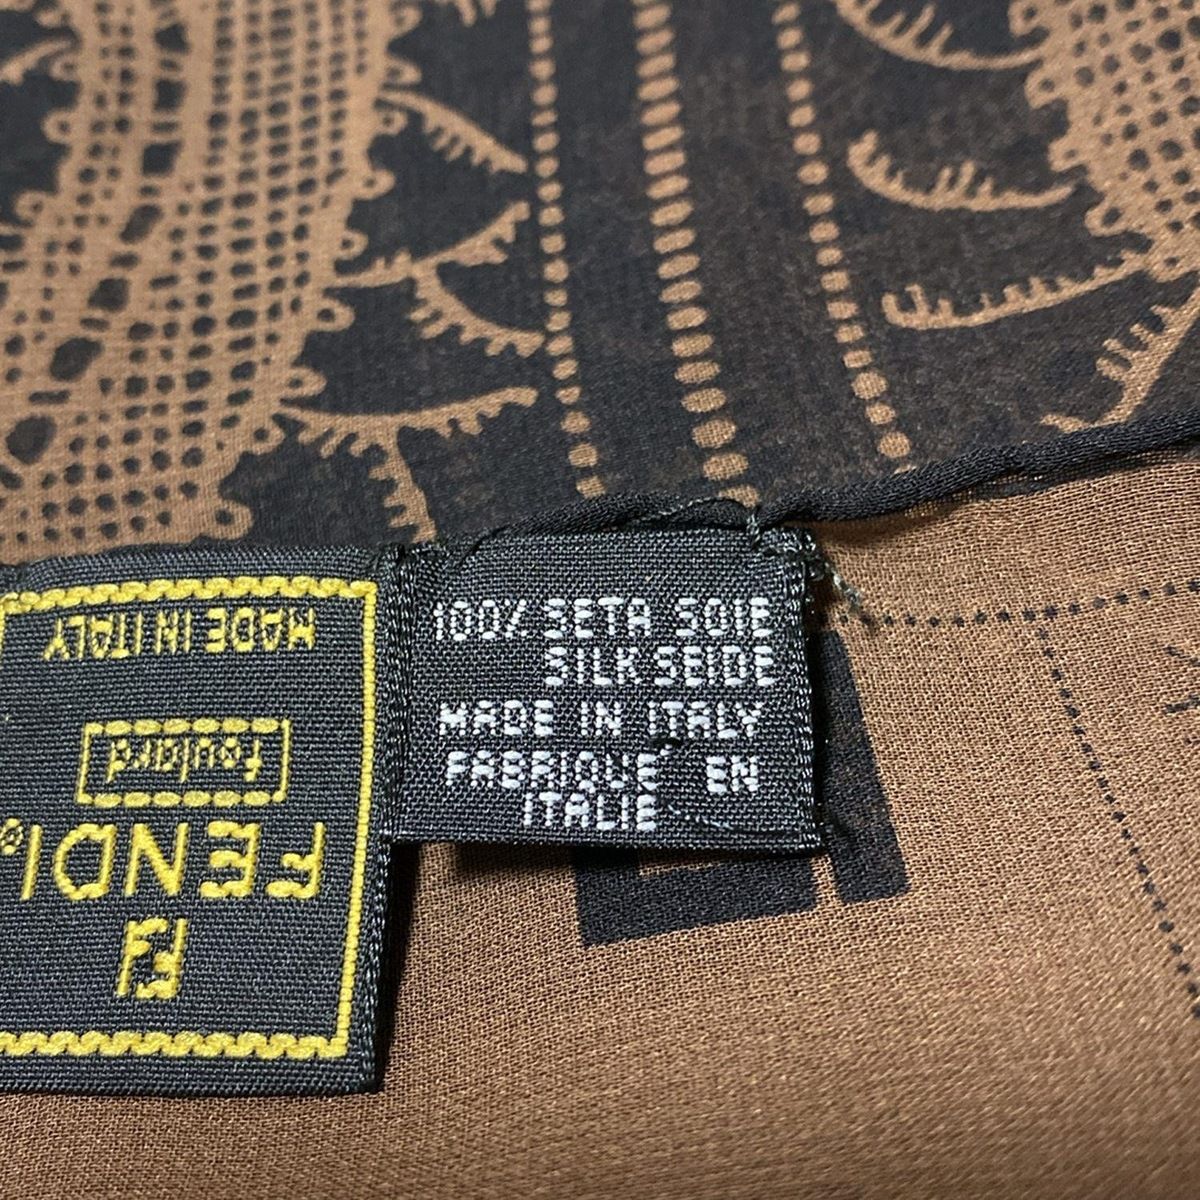 100% SETA SOIE
SILK SEIDE
MADE IN ITALY
FABRIQUE EN
ITALIE
FF
FENDI®
foulard
MADE IN ITALY